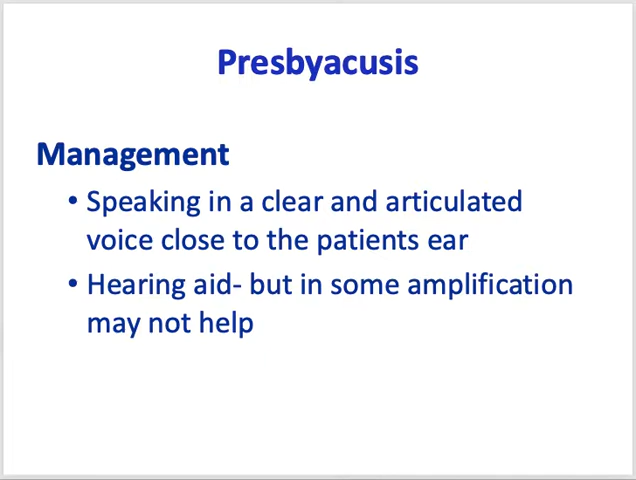 Presbyacusis
Management
• Speaking in a clear and articulated
voice close to the patients ear
• Hearing aid- but in some amplification
may not help